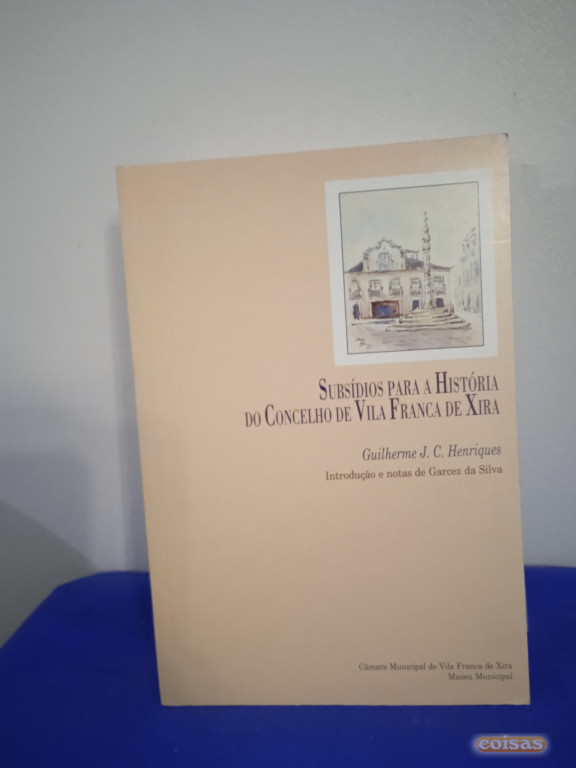 SUBSÍDIOS PARA A HISTÓRIA
DO CONCELHO DE VILA FRANCA DE XIRA
Guilherme J. C. Henriques
Introdução e notas de Garcez da Silva
Câmara Municipal de Vila Franca de Xira
Museu Municipal
coisas